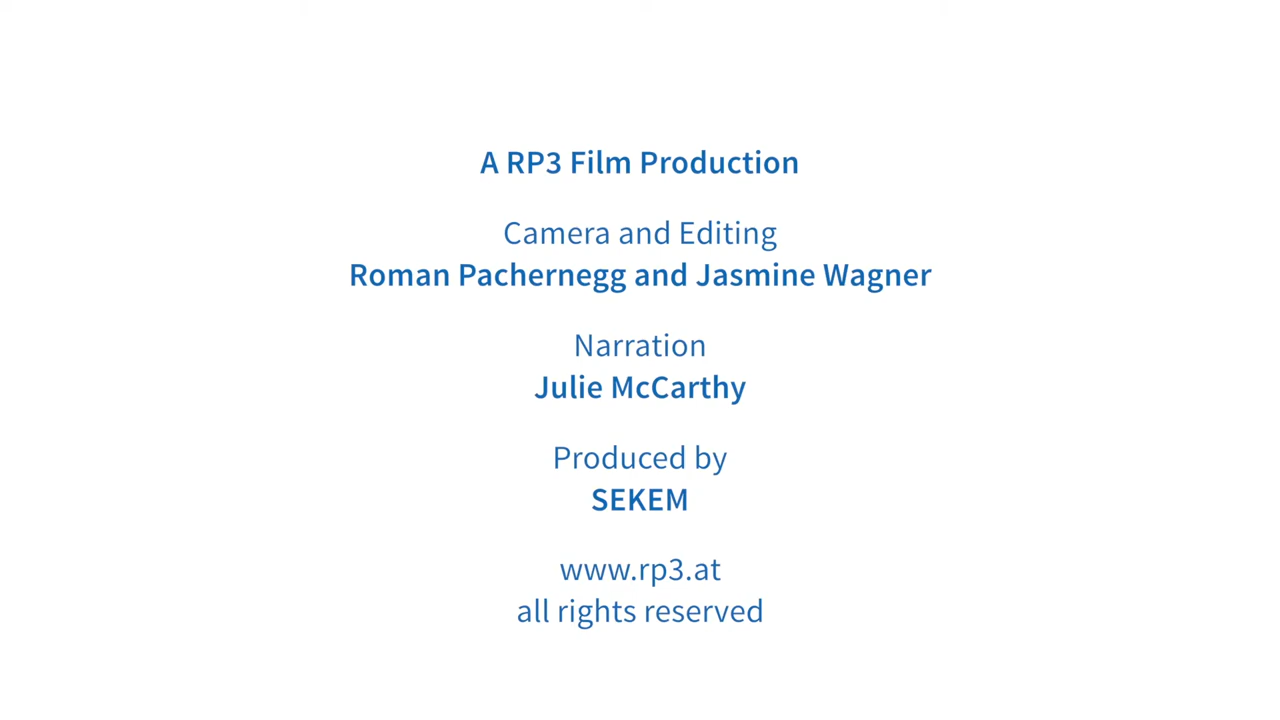 A RP3 Film Production
Camera and Editing
Roman Pachernegg and Jasmine Wagner
Narration
Julie McCarthy
Produced by
SEKEM
www.rp3.at
all rights reserved